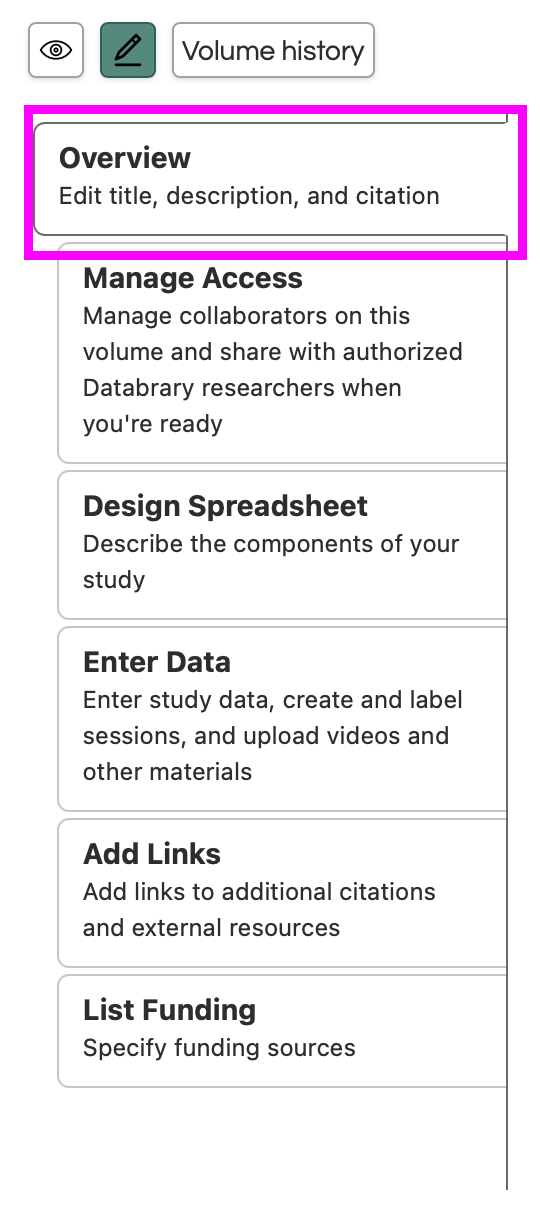 Volume history
Overview
Edit title, description, and citation
Manage Access
Manage collaborators on this
volume and share with authorized
Databrary researchers when
you're ready
Design Spreadsheet
Describe the components of your
study
Enter Data
Enter study data, create and label
sessions, and upload videos and
other materials
Add Links
Add links to additional citations
and external resources
List Funding
Specify funding sources